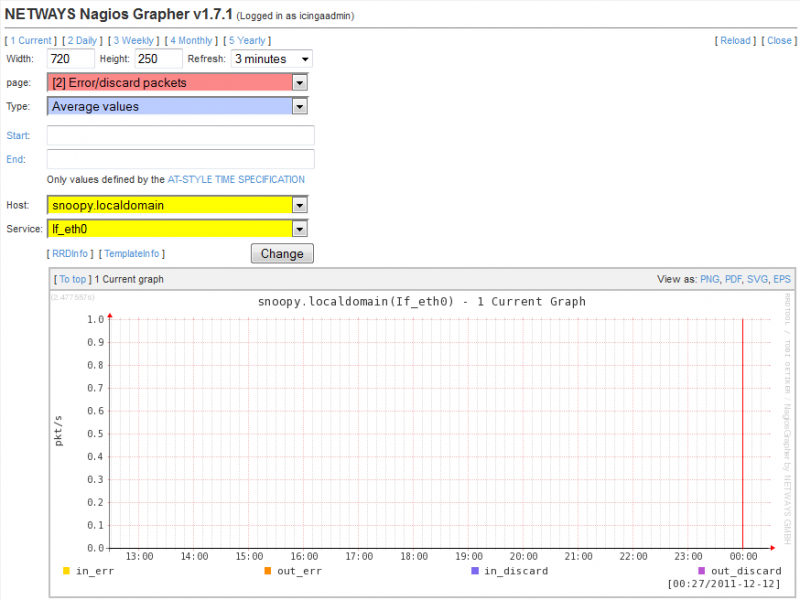 NETWAYS Nagios Grapher v1.7.1 (Logged in as icingaadmin)
[ 1 Current ] [ 2 Daily ] [ 3 Weekly ] [ 4 Monthly ] [ 5 Yearly ] [ Reload ] [ Close ]
Width: 720 Height: 250 Refresh: 3 minutes
page: [2] Error/discard packets
Type: Average values
Start:
End:
Only values defined by the AT-STYLE TIME SPECIFICATION
Host: snoopy.localdomain
Service: If_eth0
[ RRDInfo ] [ TemplateInfo ] Change
[ To top ] 1 Current graph View as: PNG, PDF, SVG, EPS
snoopy.localdomain(If_eth0) - 1 Current Graph
RRDTOOL / TOBI OETIKER / NagiosGrapher by NETWAYS GMBH
pkt/s
1.0
0.9
0.8
0.7
0.6
0.5
0.4
0.3
0.2
0.1
0.0
13:00 14:00 15:00 16:00 17:00 18:00 19:00 20:00 21:00 22:00 23:00 00:00
in_err out_err in_discard out_discard
[00:27/2011-12-12]